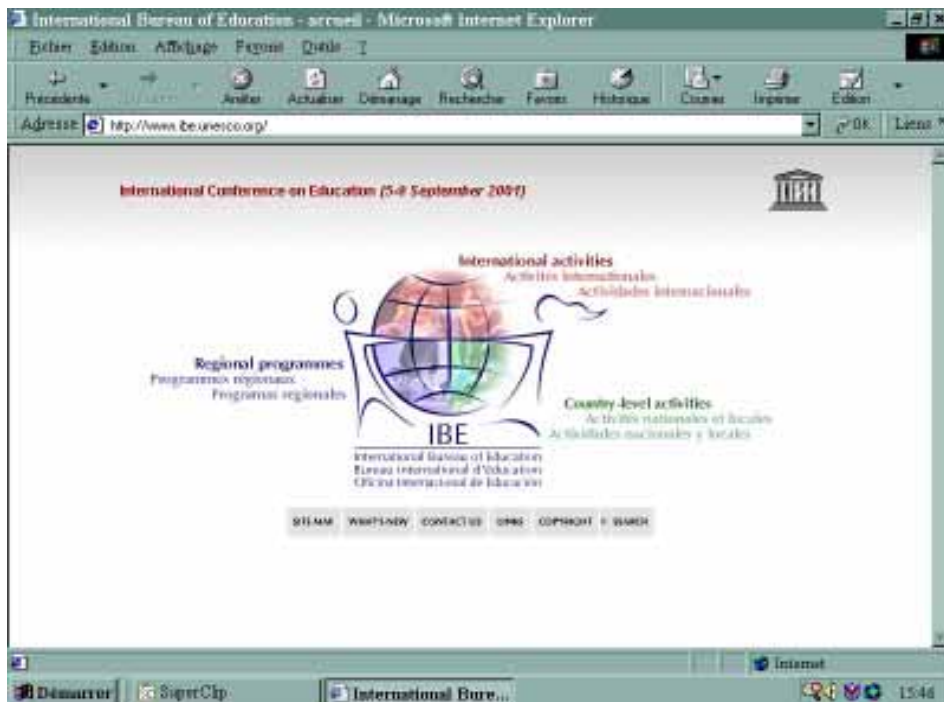 International Bureau of Education - accueil - Microsoft Internet Explorer
Fichier Edition Affichage Favoris Outils ?
Précédente Arrêter Actualiser Démarrage Rechercher Favoris Historique Courrier Imprimer Edition
Adresse http://www.ibe.unesco.org/ OK Liens
International Conference on Education (5-8 September 2001)
International activities
Activités internationales
Actividades internacionales
Regional programmes
Programmes régionaux
Programas regionales
Country-level activities
Activités nationales et locales
Actividades nacionales y locales
IBE
International Bureau of Education
Bureau international d'Education
Oficina Internacional de Educación
SITE MAP WHAT'S NEW CONTACT US LINKS COPYRIGHT SEARCH
Internet
Démarrer SuperClip International Bure... 15:46